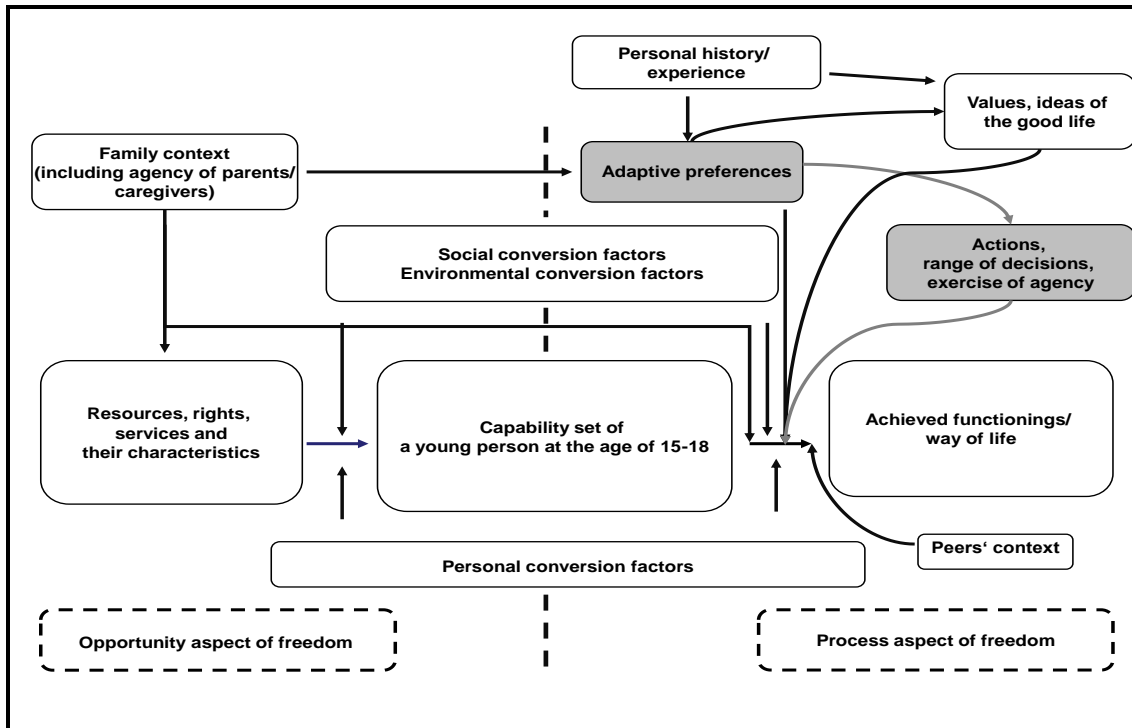 Personal history/
experience
Values, ideas of
the good life
Family context
(including agency of parents/
caregivers)
Adaptive preferences
Social conversion factors
Environmental conversion factors
Actions,
range of decisions,
exercise of agency
Resources, rights,
services and
their characteristics
Capability set of
a young person at the age of 15-18
Achieved functionings/
way of life
Peers‘ context
Personal conversion factors
Opportunity aspect of freedom
Process aspect of freedom